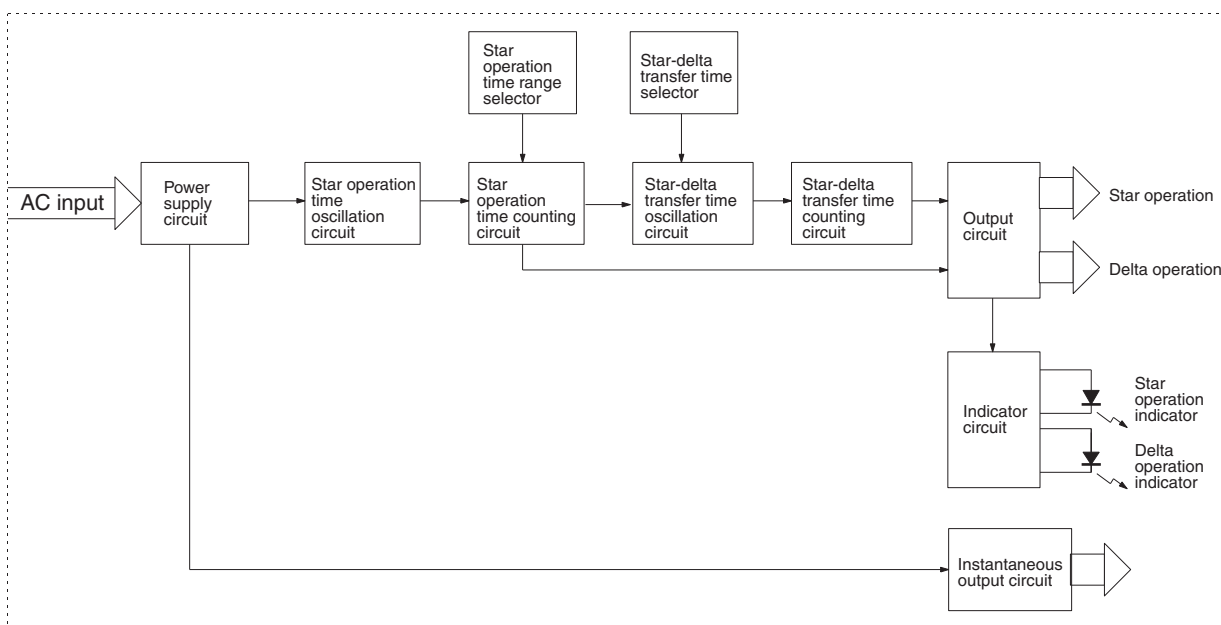 Star
operation
time range
selector
Star-delta
transfer time
selector
AC input
Power
supply
circuit
Star operation
time
oscillation
circuit
Star
operation
time counting
circuit
Star-delta
transfer time
oscillation
circuit
Star-delta
transfer time
counting
circuit
Output
circuit
Star operation
Delta operation
Indicator
circuit
Star
operation
indicator
Delta
operation
indicator
Instantaneous
output circuit